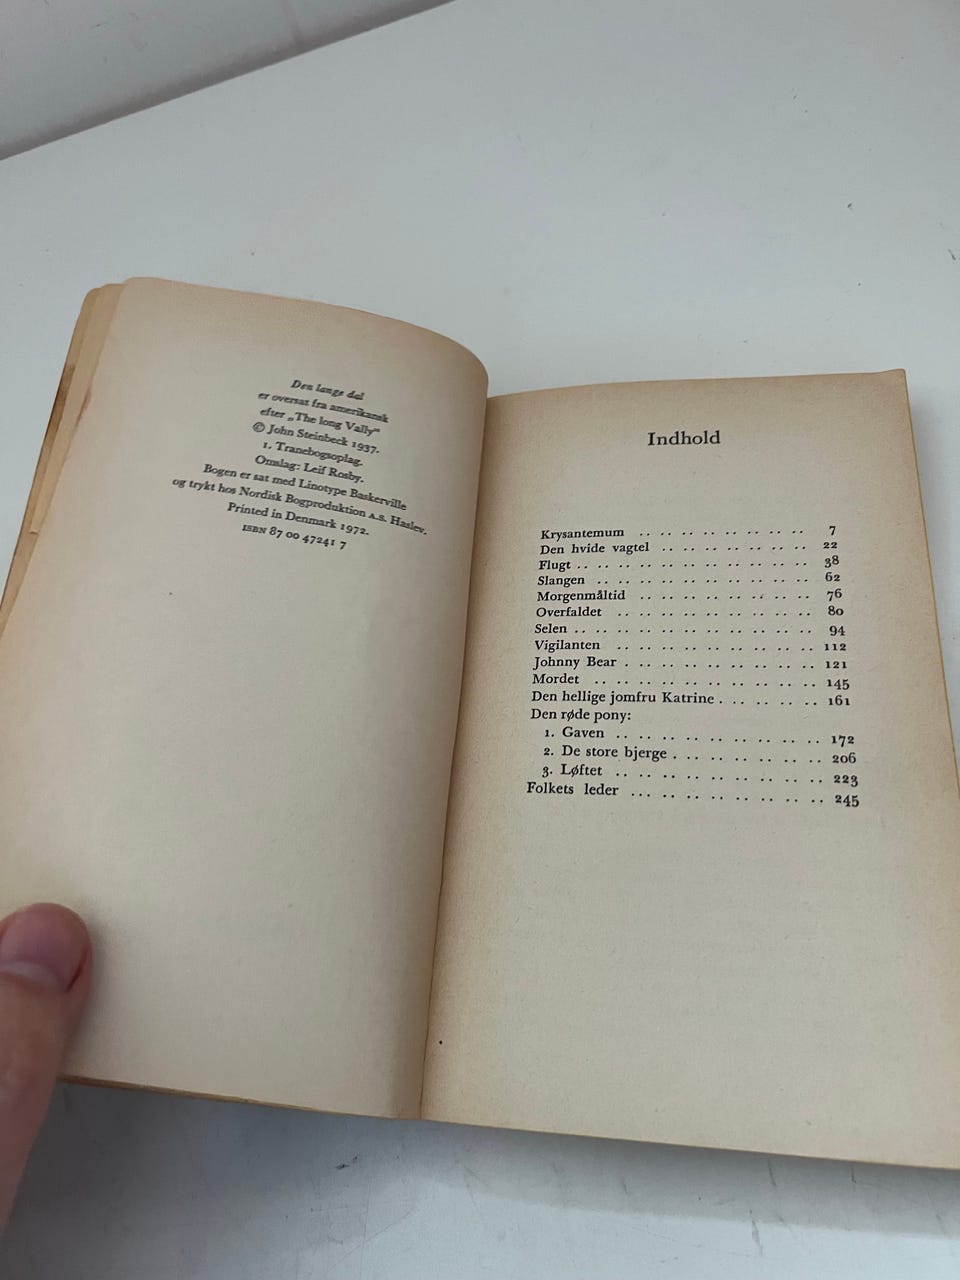 Den lange dal
er oversat fra amerikansk
efter „The long Vally“
© John Steinbeck 1937.
1. Tranebogsoplag.
Omslag: Leif Rosby.
Bogen er sat med Linotype Baskerville
og trykt hos Nordisk Bogproduktion A.S. Haslev.
Printed in Denmark 1972.
ISBN 87 00 47241 7
Indhold
Krysantemum .. .. .. .. .. .. .. .. 7
Den hvide vagtel .. .. .. .. .. .. .. 22
Flugt .. .. .. .. .. .. .. .. .. .. .. 38
Slangen .. .. .. .. .. .. .. .. .. .. 62
Morgenmåltid .. .. .. .. .. .. .. .. 76
Overfaldet .. .. .. .. .. .. .. .. .. 80
Selen .. .. .. .. .. .. .. .. .. .. .. 94
Vigilanten .. .. .. .. .. .. .. .. .. 112
Johnny Bear . .. .. .. .. .. .. .. .. 121
Mordet .. .. .. .. .. .. .. .. .. .. 145
Den hellige jomfru Katrine . .. .. .. .. 161
Den røde pony:
1. Gaven .. .. .. .. .. .. .. .. .. 172
2. De store bjerge . .. .. .. .. .. .. 206
3. Løftet .. .. .. .. .. .. .. .. .. 223
Folkets leder ... .. .. .. .. .. .. .. 245